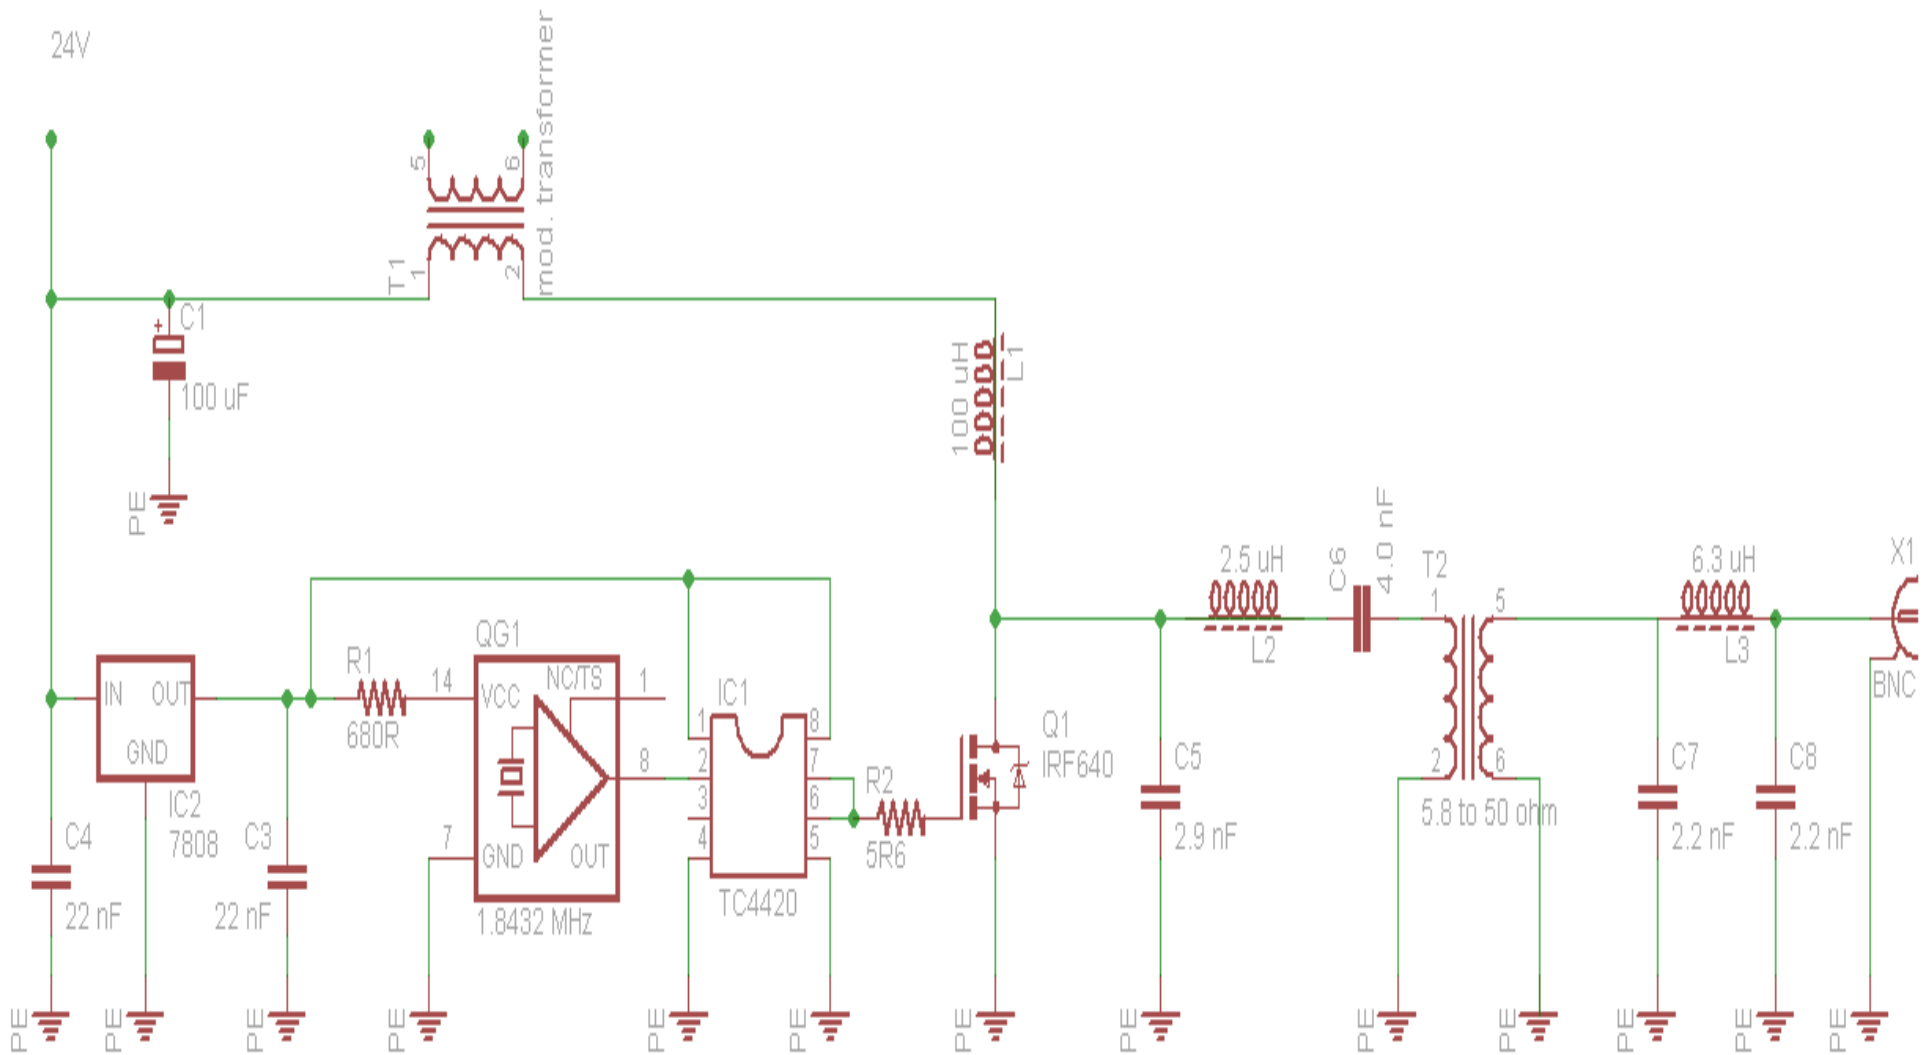 24V
5
6
mod. transformer
T1
1
2
C1
+
100 uF
PE
100 uH
L1
2.5 uH
L2
C6
4.0 nF
T2
1
5
2
6
5.8 to 50 ohm
6.3 uH
L3
X1
BNC
IN
OUT
GND
IC2
7808
R1
680R
QG1
14
VCC
NC/TS
1
8
7
GND
OUT
1.8432 MHz
IC1
1
2
3
4
8
7
6
5
TC4420
R2
5R6
Q1
IRF640
C5
2.9 nF
C7
2.2 nF
C8
2.2 nF
C4
22 nF
C3
22 nF
PE
PE
PE
PE
PE
PE
PE
PE
PE
PE
PE
PE
PE